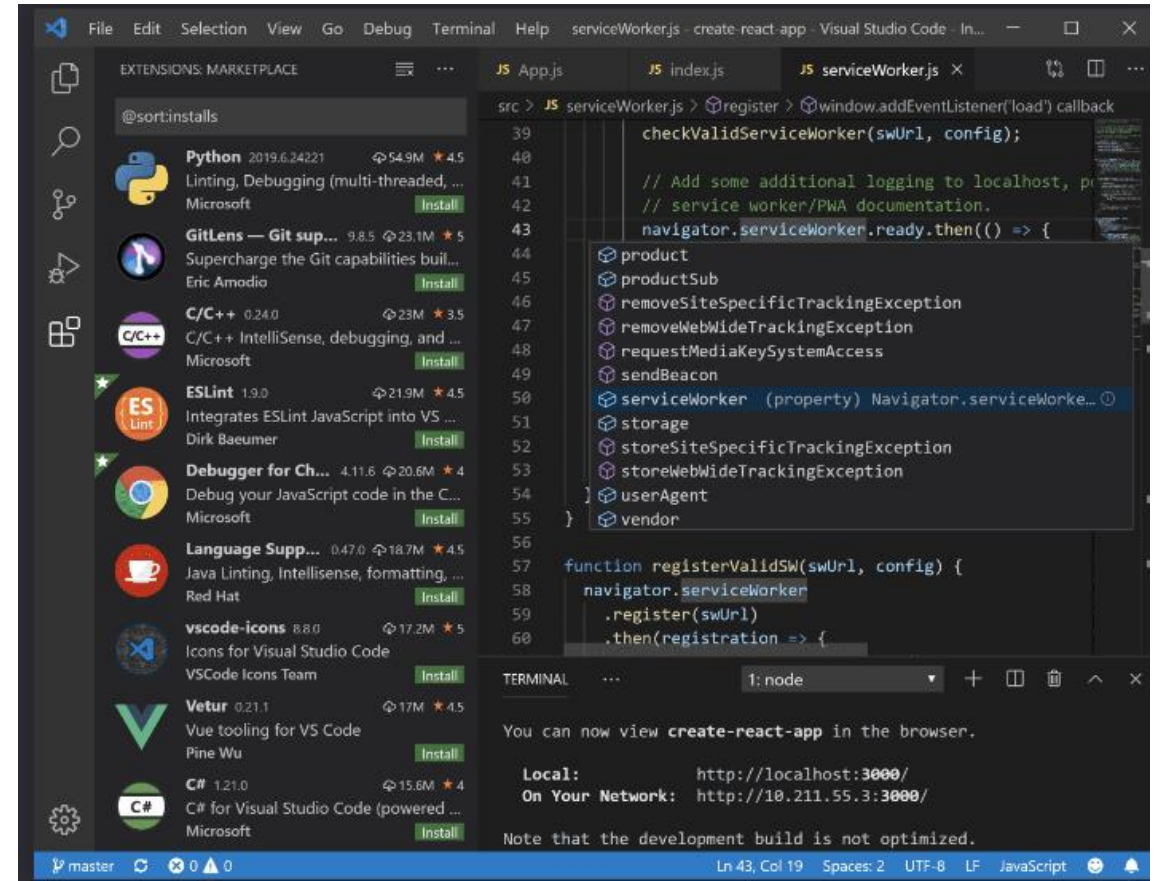 File Edit Selection View Go Debug Terminal Help serviceWorker.js - create-react-app - Visual Studio Code - In...
EXTENSIONS: MARKETPLACE
@sort:installs
Python 2019.6.24221 54.9M ★ 4.5
Linting, Debugging (multi-threaded, ...
Microsoft Install
GitLens — Git sup... 9.8.5 23.1M ★ 5
Supercharge the Git capabilities buil...
Eric Amodio Install
C/C++
C/C++ 0.24.0 23M ★ 3.5
C/C++ IntelliSense, debugging, and ...
Microsoft Install
ES
Lint
ESLint 1.9.0 21.9M ★ 4.5
Integrates ESLint JavaScript into VS ...
Dirk Baeumer Install
Debugger for Ch... 4.11.6 20.6M ★ 4
Debug your JavaScript code in the C...
Microsoft Install
Language Supp... 0.47.0 18.7M ★ 4.5
Java Linting, Intellisense, formatting, ...
Red Hat Install
vscode-icons 8.8.0 17.2M ★ 5
Icons for Visual Studio Code
VSCode Icons Team Install
Vetur 0.21.1 17M ★ 4.5
Vue tooling for VS Code
Pine Wu Install
C#
C# 1.21.0 15.6M ★ 4
C# for Visual Studio Code (powered ...
Microsoft Install
JS App.js JS index.js JS serviceWorker.js ×
src > JS serviceWorker.js > register > window.addEventListener('load') callback
39 checkValidServiceWorker(swUrl, config);
40
41 // Add some additional logging to localhost, p
42 // service worker/PWA documentation.
43 navigator.serviceWorker.ready.then(() => {
44 product
45 productSub
46 removeSiteSpecificTrackingException
47 removeWebWideTrackingException
48 requestMediaKeySystemAccess
49 sendBeacon
50 serviceWorker (property) Navigator.serviceWorke...
51 storage
52 storeSiteSpecificTrackingException
53 storeWebWideTrackingException
54 } userAgent
55 } vendor
56
57 function registerValidSW(swUrl, config) {
58 navigator.serviceWorker
59 .register(swUrl)
60 .then(registration => {
TERMINAL ... 1: node
You can now view create-react-app in the browser.
Local: http://localhost:3000/
On Your Network: http://10.211.55.3:3000/
Note that the development build is not optimized.
master 0 0 Ln 43, Col 19 Spaces: 2 UTF-8 LF JavaScript